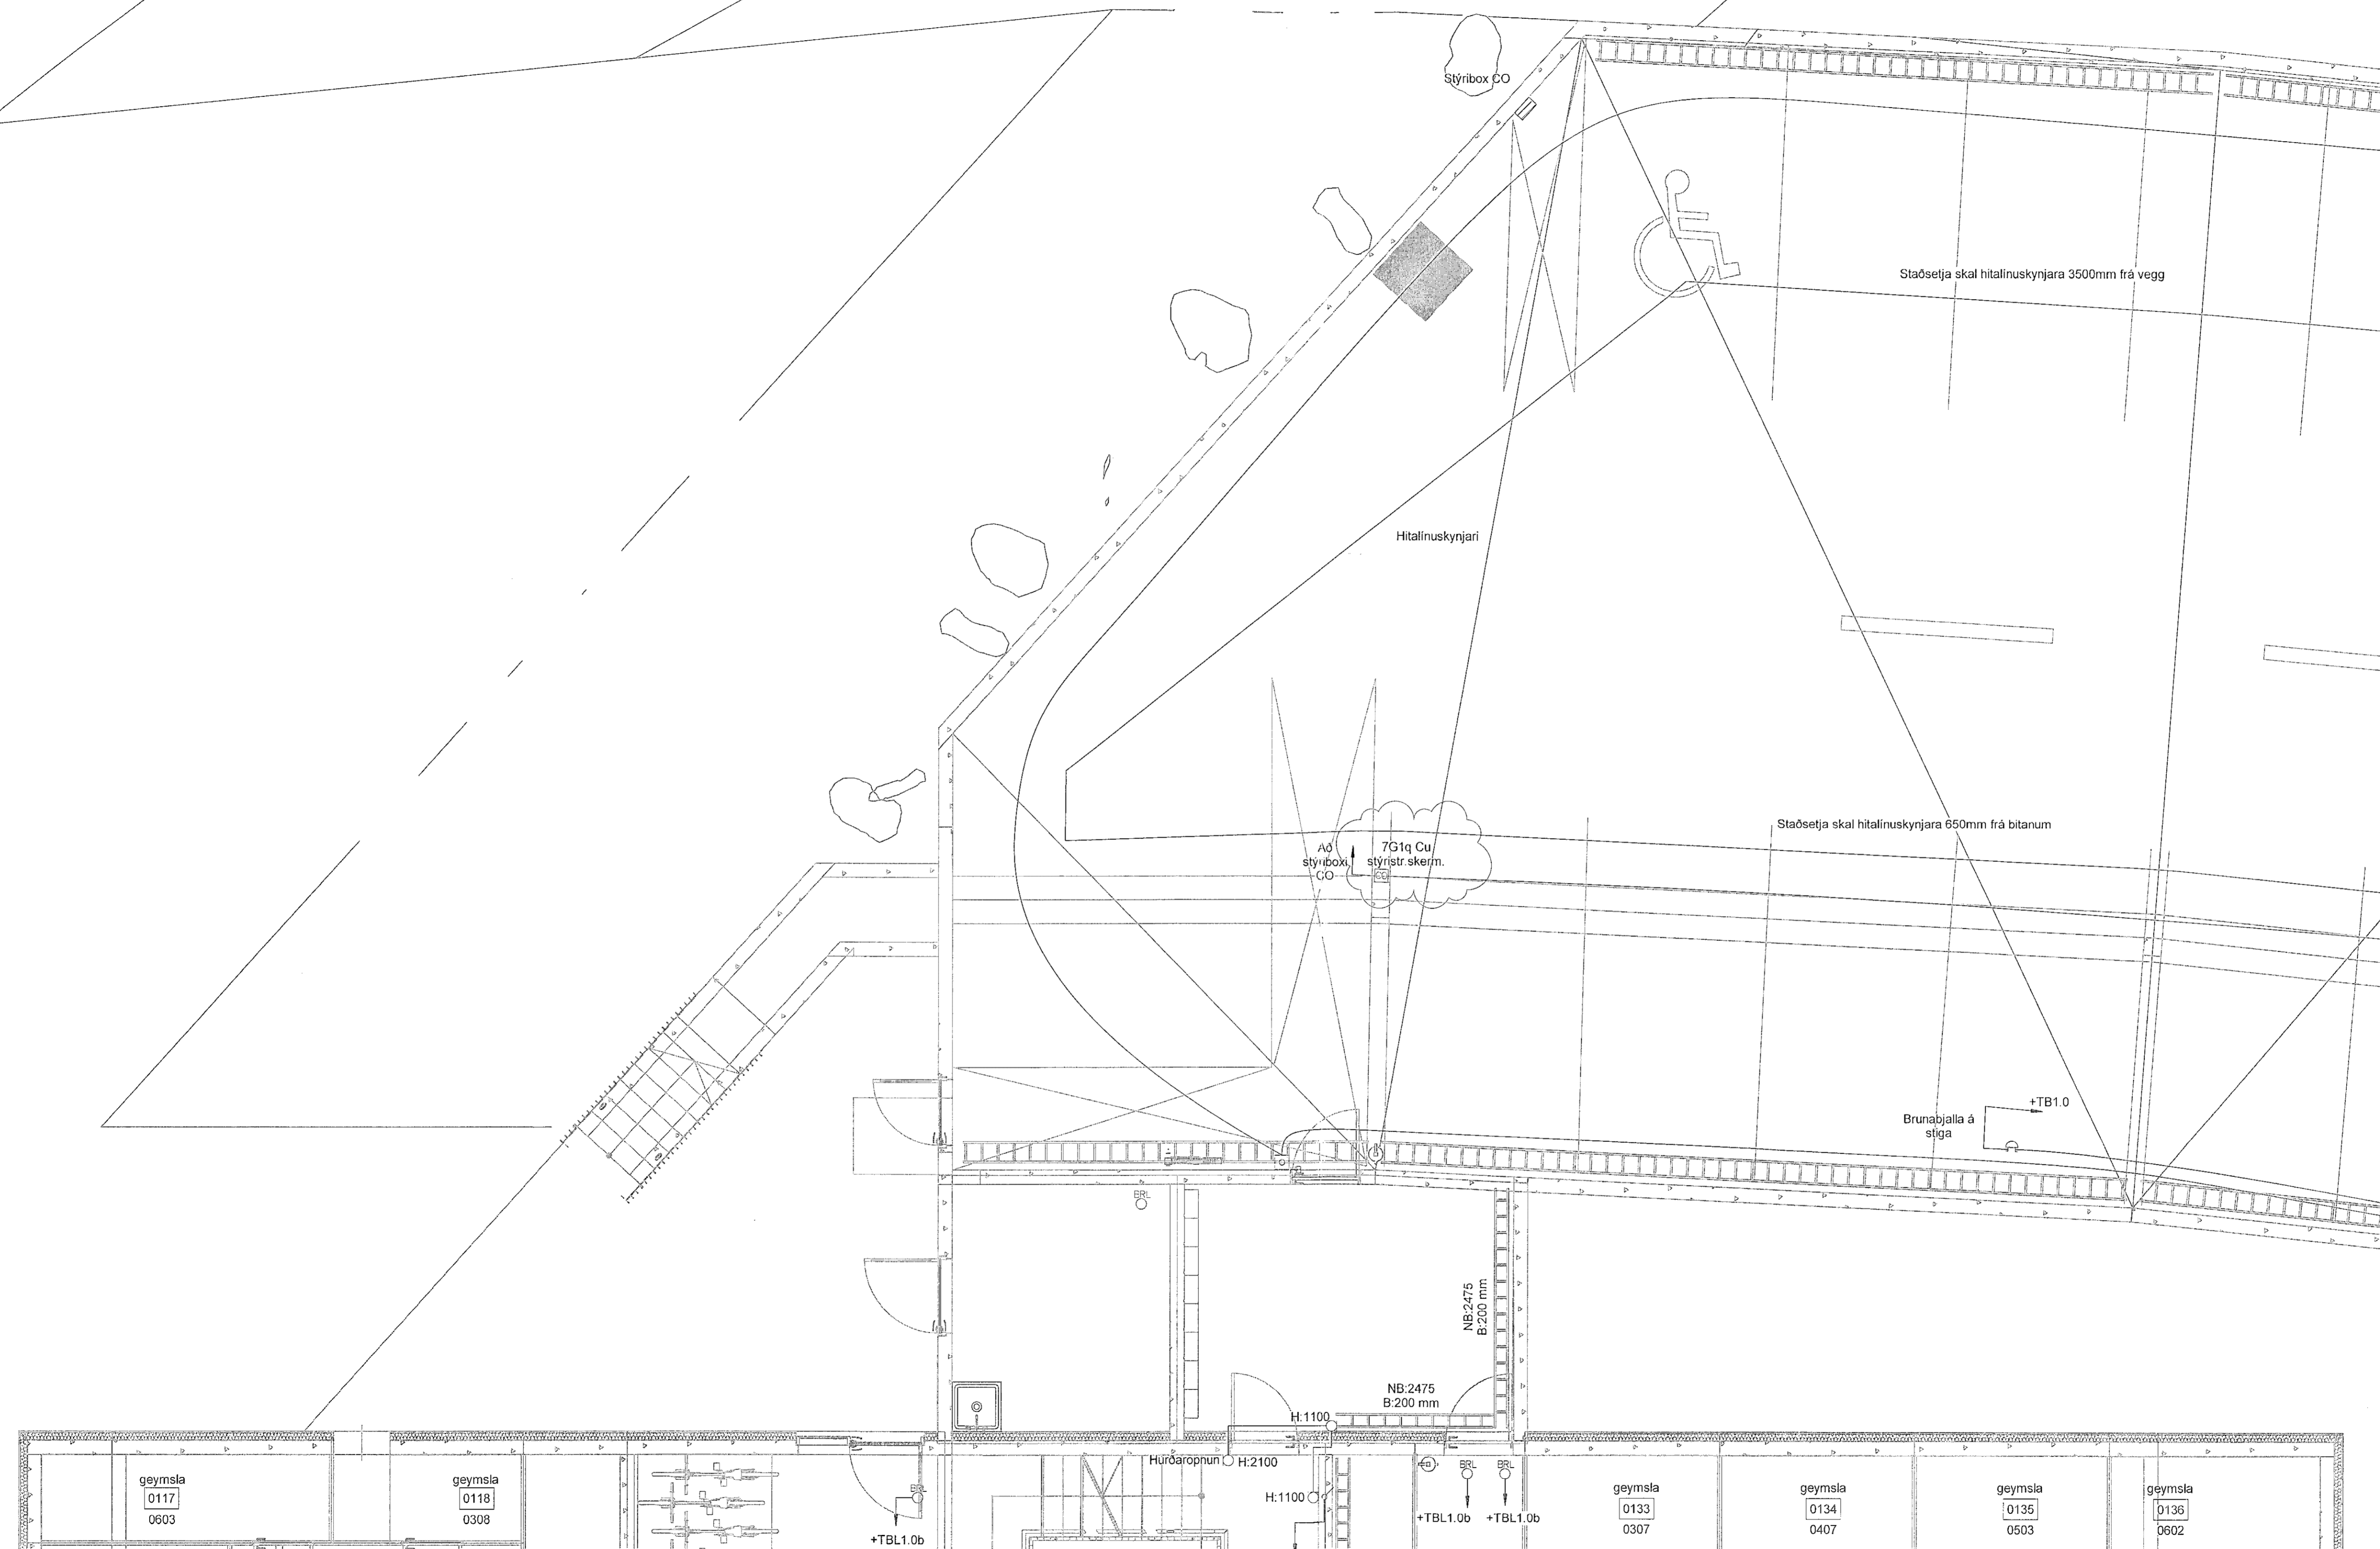 Stýribox CO
Staðsetja skal hitalínuskynjara 3500mm frá vegg
Hitalínuskynjari
Staðsetja skal hitalínuskynjara 650mm frá bitanum
Að
stýriboxi
CO
7G1q Cu
stýristr.skerm.
CO
+TB1.0
Brunabjalla á
stiga
BRL
NB:2475
B:200 mm
NB:2475
B:200 mm
H:1100
Hurðaropnun
H:2100
H:1100
BRL
BRL
BRL
+TBL1.0b
+TBL1.0b
+TBL1.0b
geymsla
0117
0603
geymsla
0118
0308
geymsla
0133
0307
geymsla
0134
0407
geymsla
0135
0503
geymsla
0136
0602